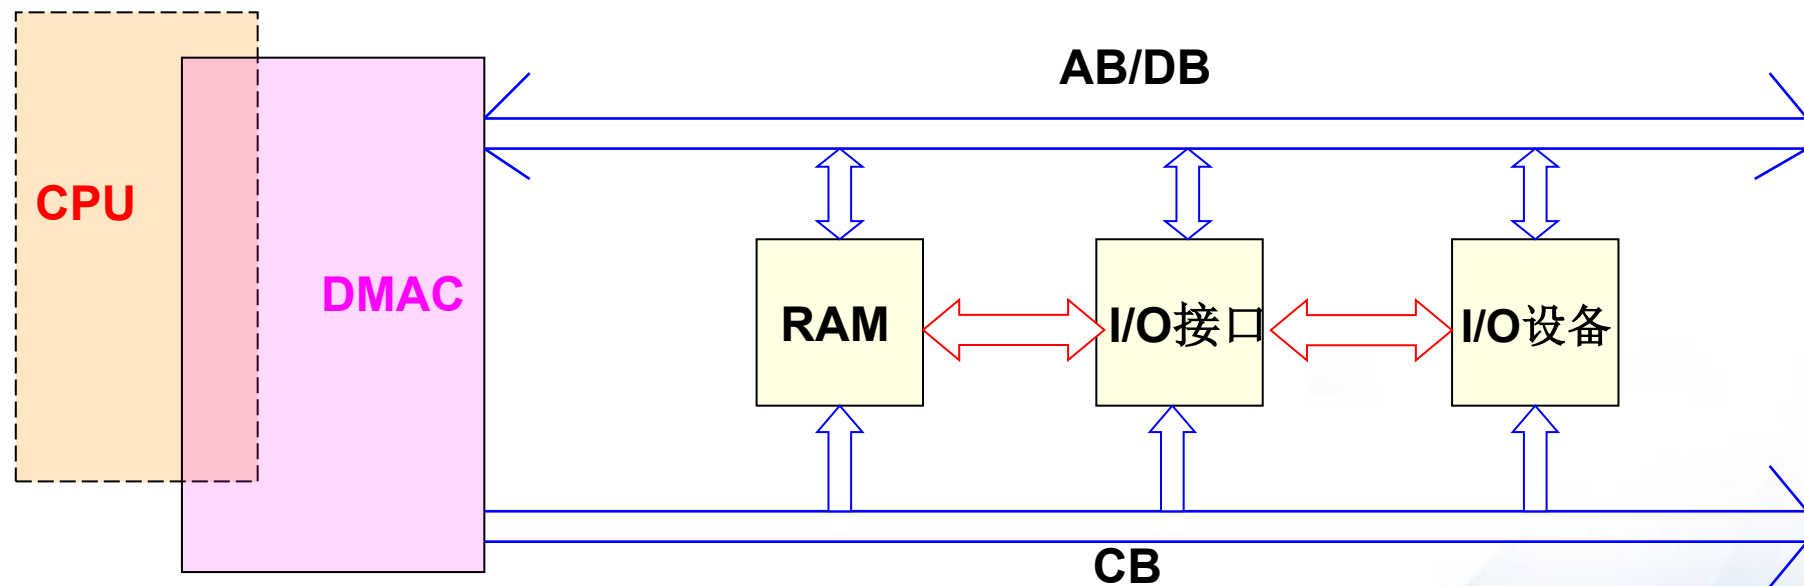 AB/DB
CPU
DMAC
RAM
I/O接口
I/O设备
CB